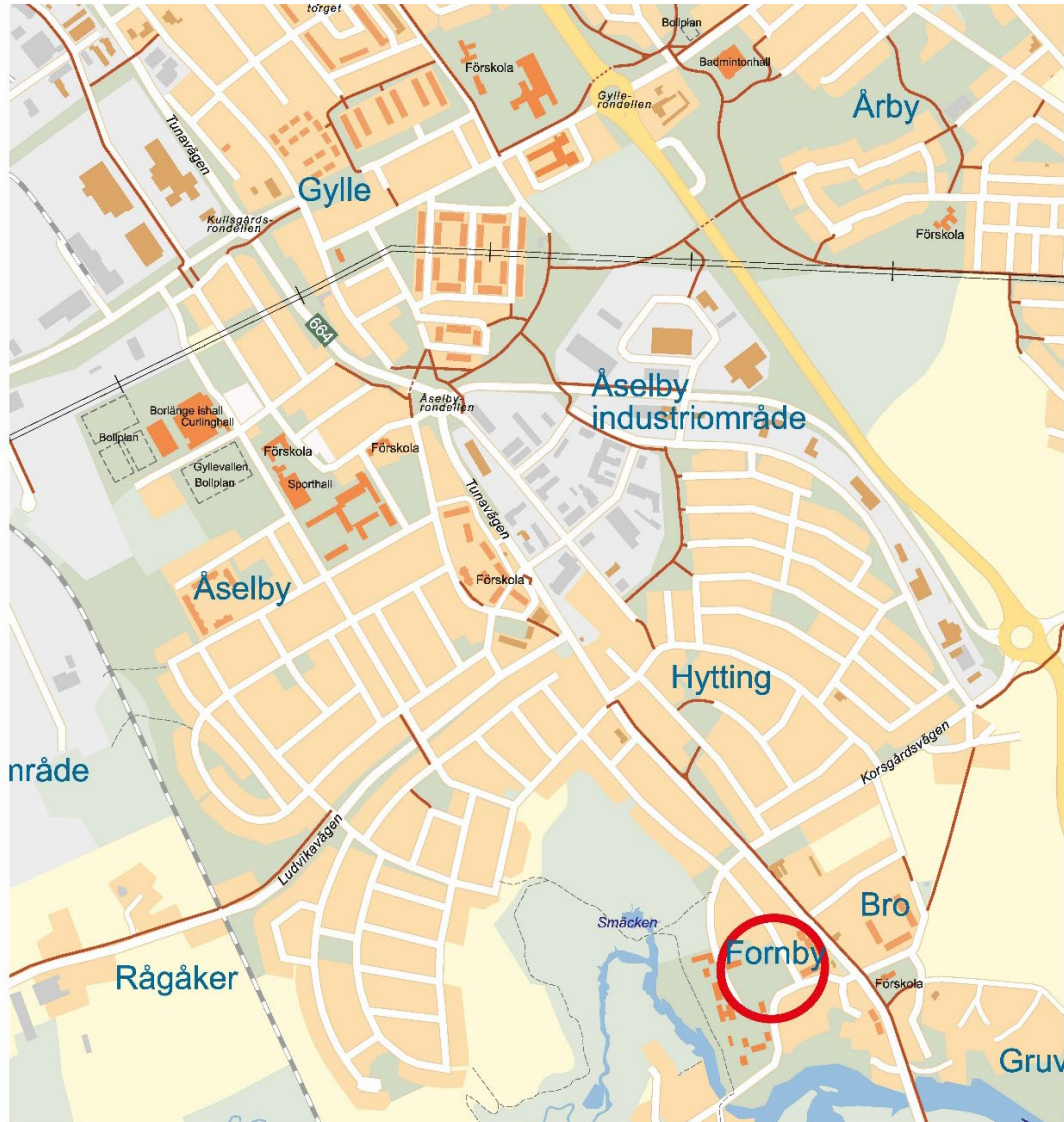 torget
Bollplan
Förskola
Badmintonhall
Gylle-
rondellen
Årby
Tunavägen
Gylle
Kullsgårds-
rondellen
Förskola
664
Åselby
industriområde
Åselby-
rondellen
Borlänge ishall
Curlinghall
Bollplan
Förskola
Förskola
Gyllevallen
Bollplan
Sporthall
Tunavägen
Förskola
Åselby
Hytting
Korsgårdsvägen
mråde
Ludvikavägen
Bro
Smäcken
Fornby
Rågåker
Förskola
Gruv